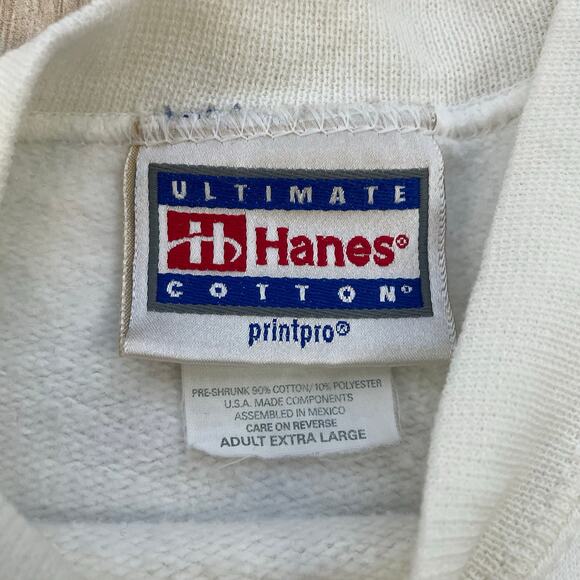 ULTIMATE
Hanes®
COTTON®
printpro®
PRE-SHRUNK 90% COTTON/10% POLYESTER
U.S.A. MADE COMPONENTS
ASSEMBLED IN MEXICO
CARE ON REVERSE
ADULT EXTRA LARGE